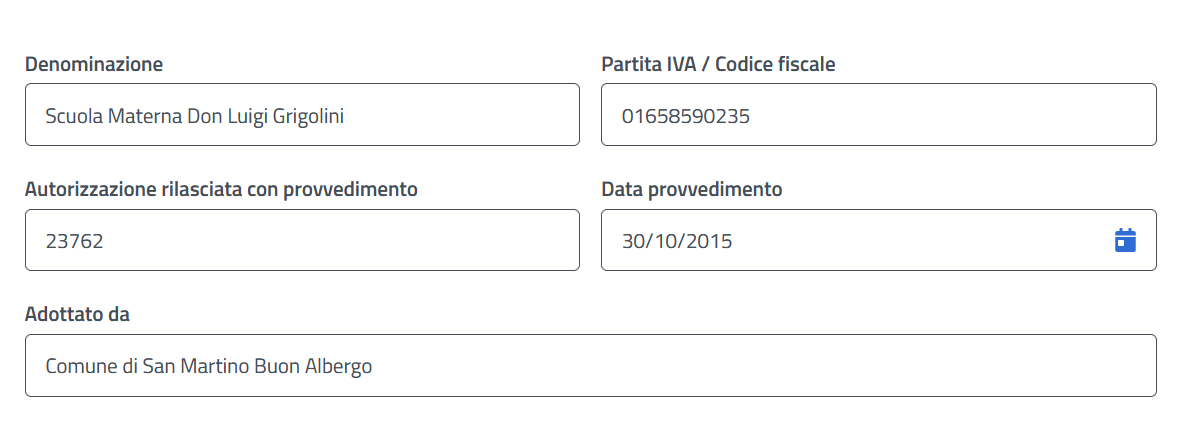 Denominazione
Partita IVA / Codice fiscale
Scuola Materna Don Luigi Grigolini
01658590235
Autorizzazione rilasciata con provvedimento
Data provvedimento
23762
30/10/2015
Adottato da
Comune di San Martino Buon Albergo